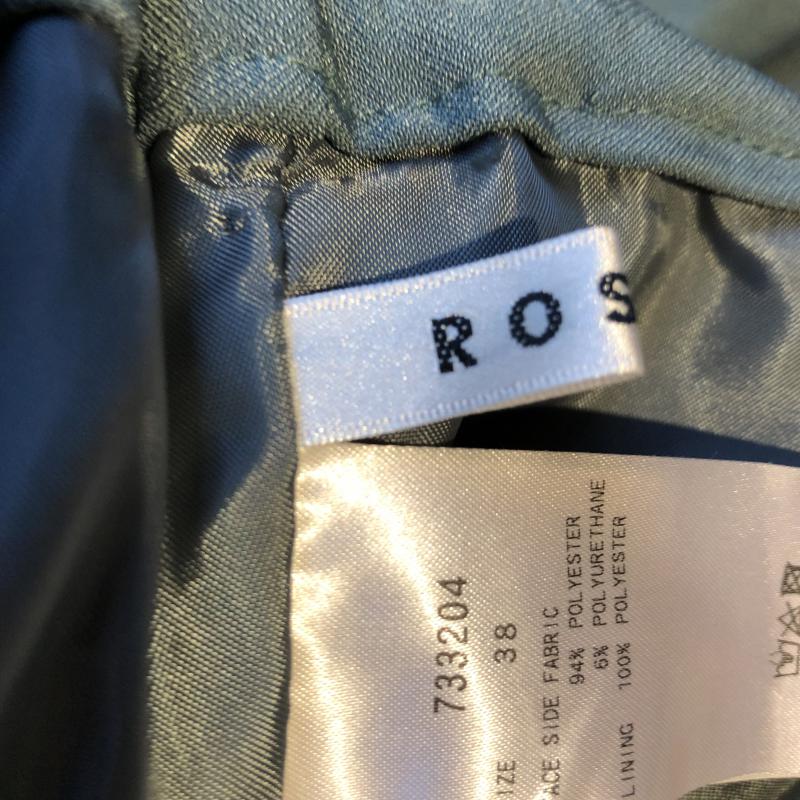 ROS
733204
IZE 38
ACE SIDE FABRIC
94% POLYESTER
6% POLYURETHANE
LINING 100% POLYESTER